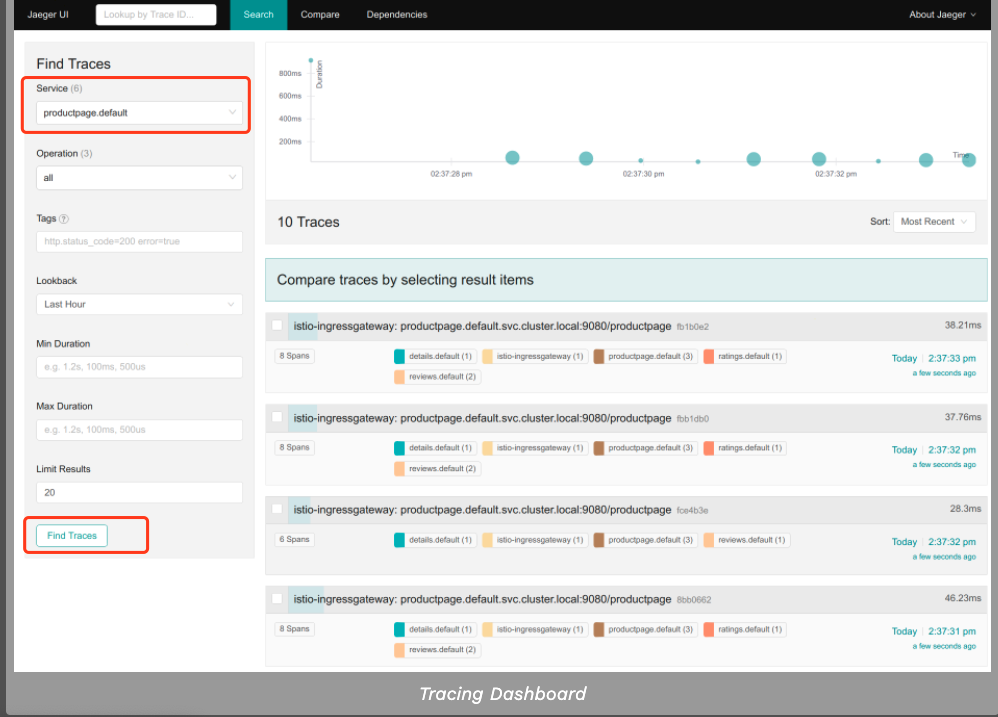 Jaeger UI Lookup by Trace ID... Search Compare Dependencies About Jaeger
Find Traces
Service (6)
productpage.default
Operation (3)
all
Tags ?
http.status_code=200 error=true
Lookback
Last Hour
Min Duration
e.g. 1.2s, 100ms, 500us
Max Duration
e.g. 1.2s, 100ms, 500us
Limit Results
20
Find Traces
Duration
800ms
600ms
400ms
200ms
Time
02:37:28 pm 02:37:30 pm 02:37:32 pm
10 Traces Sort: Most Recent
Compare traces by selecting result items
istio-ingressgateway: productpage.default.svc.cluster.local:9080/productpage fb1b0e2 38.21ms
8 Spans details.default (1) istio-ingressgateway (1) productpage.default (3) ratings.default (1) Today 2:37:33 pm
reviews.default (2) a few seconds ago
istio-ingressgateway: productpage.default.svc.cluster.local:9080/productpage fbb1db0 37.76ms
8 Spans details.default (1) istio-ingressgateway (1) productpage.default (3) ratings.default (1) Today 2:37:32 pm
reviews.default (2) a few seconds ago
istio-ingressgateway: productpage.default.svc.cluster.local:9080/productpage fce4b3e 28.3ms
6 Spans details.default (1) istio-ingressgateway (1) productpage.default (3) reviews.default (1) Today 2:37:32 pm
a few seconds ago
istio-ingressgateway: productpage.default.svc.cluster.local:9080/productpage 8bb0662 46.23ms
8 Spans details.default (1) istio-ingressgateway (1) productpage.default (3) ratings.default (1) Today 2:37:31 pm
reviews.default (2) a few seconds ago
Tracing Dashboard